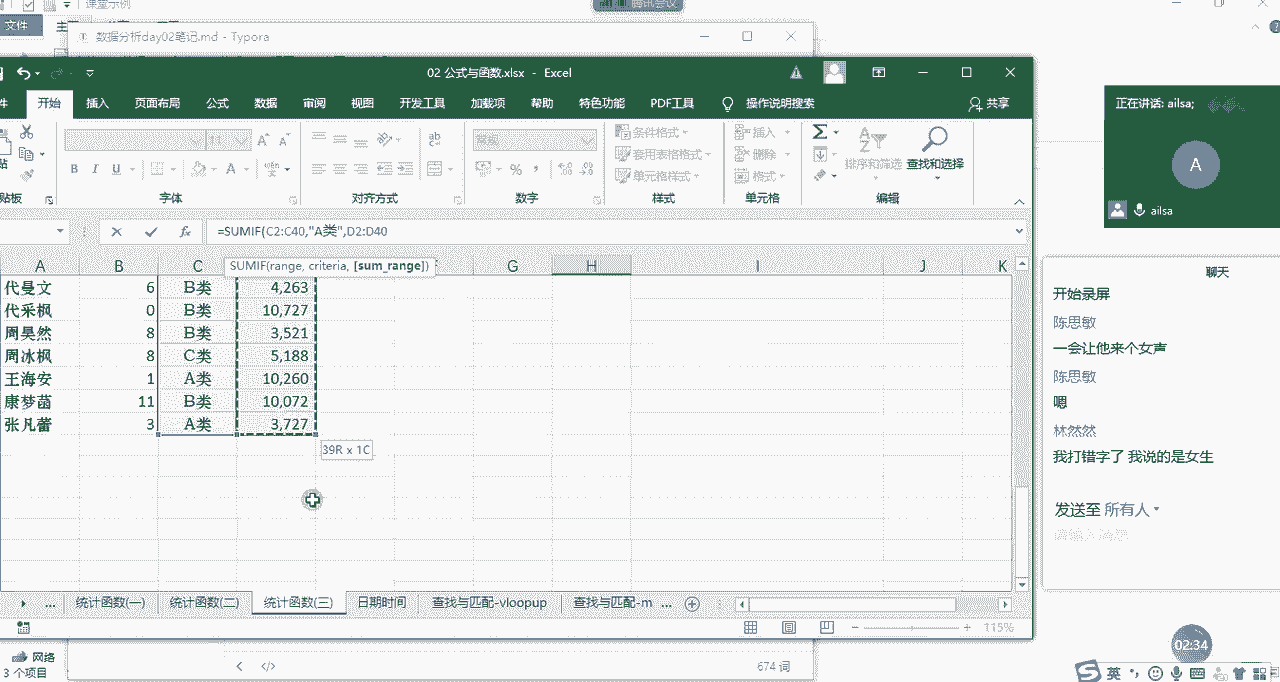 课堂示例
腾讯会议
文件
数据分析day02笔记.md - Typora
02 公式与函数.xlsx - Excel
件 开始 插入 页面布局 公式 数据 审阅 视图 开发工具 加载项 帮助 特色功能 PDF工具 操作说明搜索 共享
条件格式 插入
套用表格格式 删除 排序和筛选 查找和选择
单元格样式 格式
贴板 字体 对齐方式 数字 样式 单元格 编辑
=SUMIF(C2:C40,"A类",D2:D40
SUMIF(range, criteria, [sum_range])
A B C G H I J K
代曼文 6 B类 4,263
代采枫 0 B类 10,727
周昊然 8 B类 3,521
周冰枫 8 C类 5,188
王海安 1 A类 10,260
康梦菡 11 B类 10,072
张凡蕾 3 A类 3,727
39R x 1C
... 统计函数(一) 统计函数(二) 统计函数(三) 日期时间 查找与匹配-vloopup 查找与匹配-m ...
115%
网络
3 个项目
674 词
正在讲话: ailsa;
A
ailsa
聊天
开始录屏
陈思敏
一会让他来个女声
陈思敏
嗯
林然然
我打错字了 我说的是女生
发送至 所有人
02:34
英